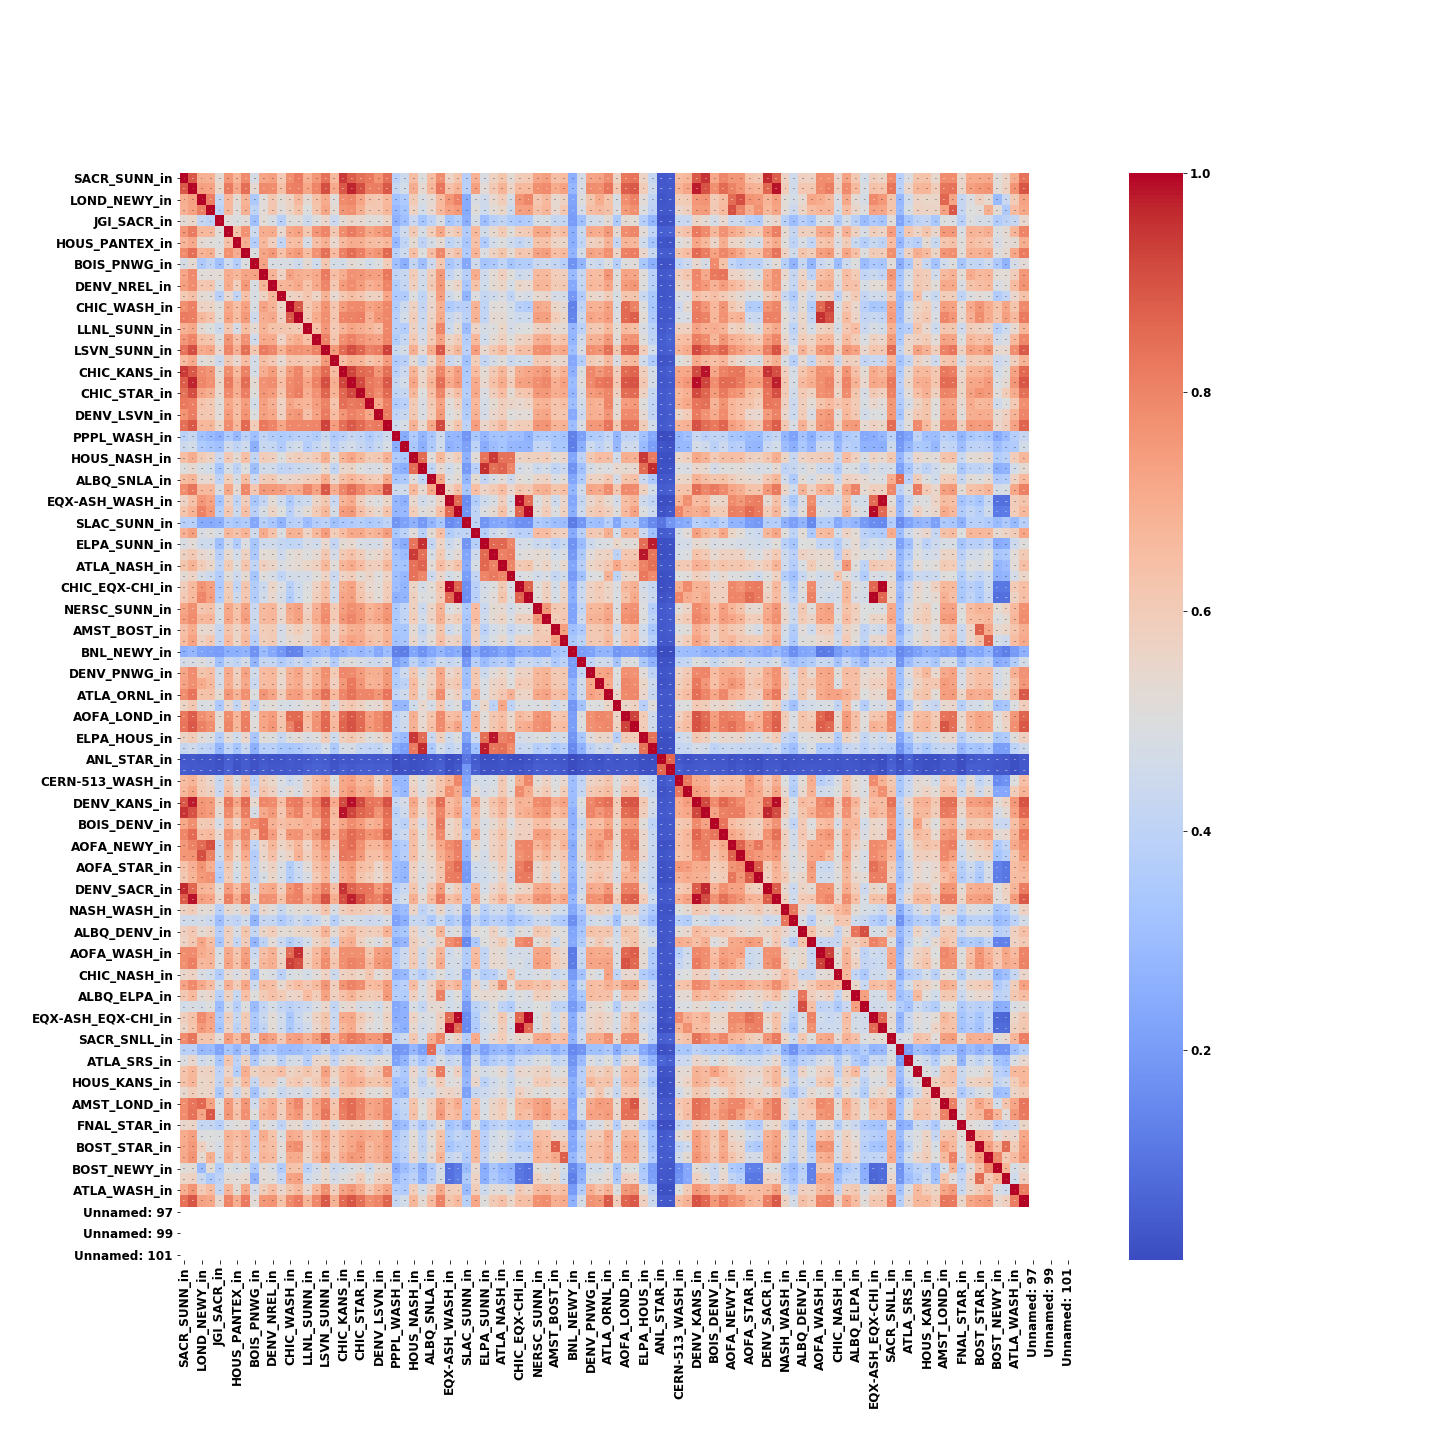 SACR_SUNN_in
LOND_NEWY_in
JGI_SACR_in
HOUS_PANTEX_in
BOIS_PNWG_in
DENV_NREL_in
CHIC_WASH_in
LLNL_SUNN_in
LSVN_SUNN_in
CHIC_KANS_in
CHIC_STAR_in
DENV_LSVN_in
PPPL_WASH_in
HOUS_NASH_in
ALBQ_SNLA_in
EQX-ASH_WASH_in
SLAC_SUNN_in
ELPA_SUNN_in
ATLA_NASH_in
CHIC_EQX-CHI_in
NERSC_SUNN_in
AMST_BOST_in
BNL_NEWY_in
DENV_PNWG_in
ATLA_ORNL_in
AOFA_LOND_in
ELPA_HOUS_in
ANL_STAR_in
CERN-513_WASH_in
DENV_KANS_in
BOIS_DENV_in
AOFA_NEWY_in
AOFA_STAR_in
DENV_SACR_in
NASH_WASH_in
ALBQ_DENV_in
AOFA_WASH_in
CHIC_NASH_in
ALBQ_ELPA_in
EQX-ASH_EQX-CHI_in
SACR_SNLL_in
ATLA_SRS_in
HOUS_KANS_in
AMST_LOND_in
FNAL_STAR_in
BOST_STAR_in
BOST_NEWY_in
ATLA_WASH_in
Unnamed: 97
Unnamed: 99
Unnamed: 101
SACR_SUNN_in
LOND_NEWY_in
JGI_SACR_in
HOUS_PANTEX_in
BOIS_PNWG_in
DENV_NREL_in
CHIC_WASH_in
LLNL_SUNN_in
LSVN_SUNN_in
CHIC_KANS_in
CHIC_STAR_in
DENV_LSVN_in
PPPL_WASH_in
HOUS_NASH_in
ALBQ_SNLA_in
EQX-ASH_WASH_in
SLAC_SUNN_in
ELPA_SUNN_in
ATLA_NASH_in
CHIC_EQX-CHI_in
NERSC_SUNN_in
AMST_BOST_in
BNL_NEWY_in
DENV_PNWG_in
ATLA_ORNL_in
AOFA_LOND_in
ELPA_HOUS_in
ANL_STAR_in
CERN-513_WASH_in
DENV_KANS_in
BOIS_DENV_in
AOFA_NEWY_in
AOFA_STAR_in
DENV_SACR_in
NASH_WASH_in
ALBQ_DENV_in
AOFA_WASH_in
CHIC_NASH_in
ALBQ_ELPA_in
EQX-ASH_EQX-CHI_in
SACR_SNLL_in
ATLA_SRS_in
HOUS_KANS_in
AMST_LOND_in
FNAL_STAR_in
BOST_STAR_in
BOST_NEWY_in
ATLA_WASH_in
Unnamed: 97
Unnamed: 99
Unnamed: 101
1.0
0.8
0.6
0.4
0.2